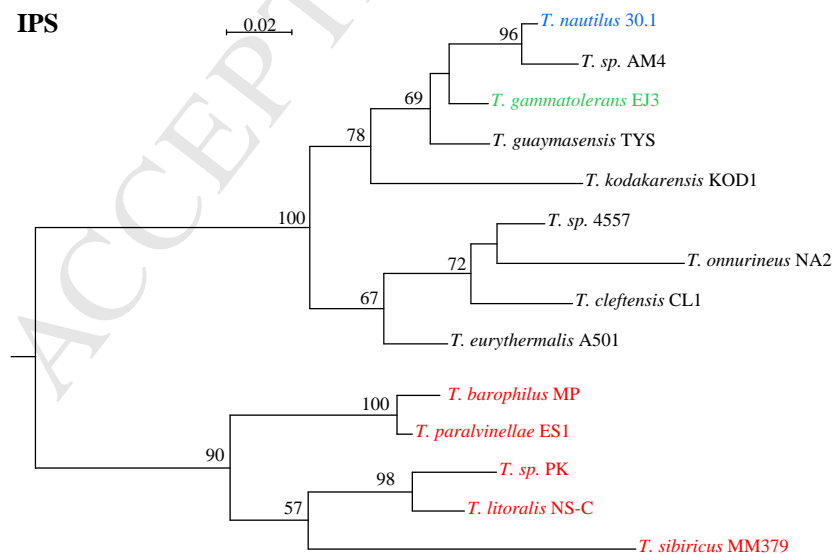 IPS
0.02
T. nautilus 30.1
96
T. sp. AM4
T. gammatolerans EJ3
69
T. guaymasensis TYS
78
T. kodakarensis KOD1
T. sp. 4557
100
T. onnurineus NA2
72
T. cleftensis CL1
67
T. eurythermalis A501
T. barophilus MP
100
T. paralvinellae ES1
90
T. sp. PK
98
T. litoralis NS-C
57
T. sibiricus MM379